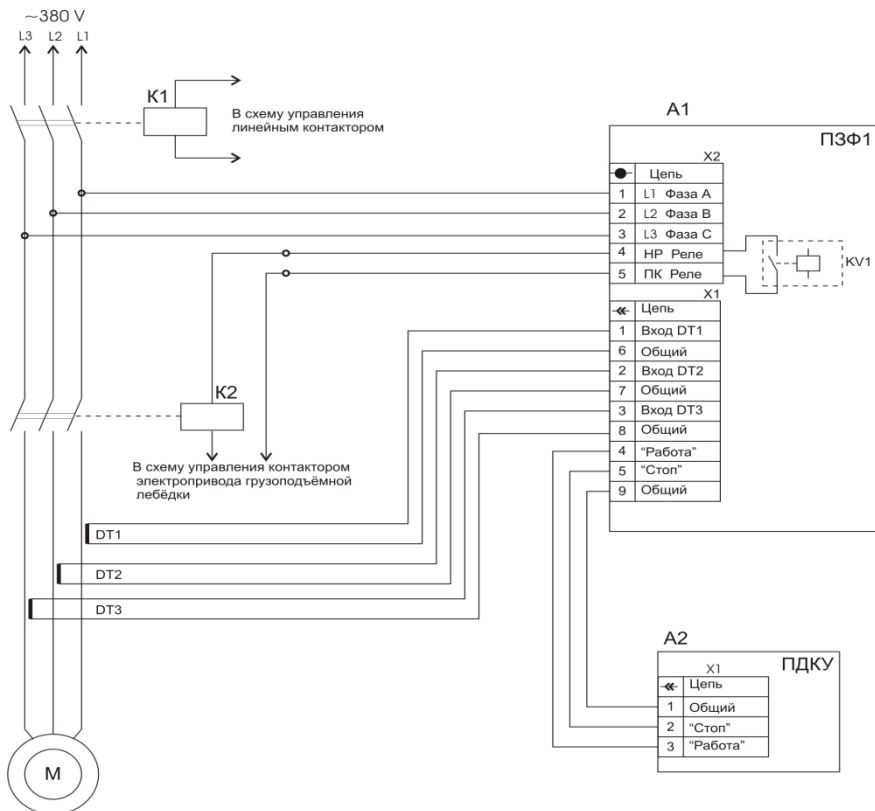 ~380 V
L3 L2 L1
K1
В схему управления
линейным контактором
A1
ПЗФ1
X2
Цепь
1 L1 Фаза A
2 L2 Фаза B
3 L3 Фаза C
4 НР Реле
5 ПК Реле
KV1
X1
Цепь
1 Вход DT1
6 Общий
2 Вход DT2
7 Общий
3 Вход DT3
8 Общий
4 “Работа”
5 “Стоп”
9 Общий
K2
В схему управления контактором
электропривода грузоподъёмной
лебёдки
DT1
DT2
DT3
A2
ПДКУ
X1
Цепь
1 Общий
2 “Стоп”
3 “Работа”
M